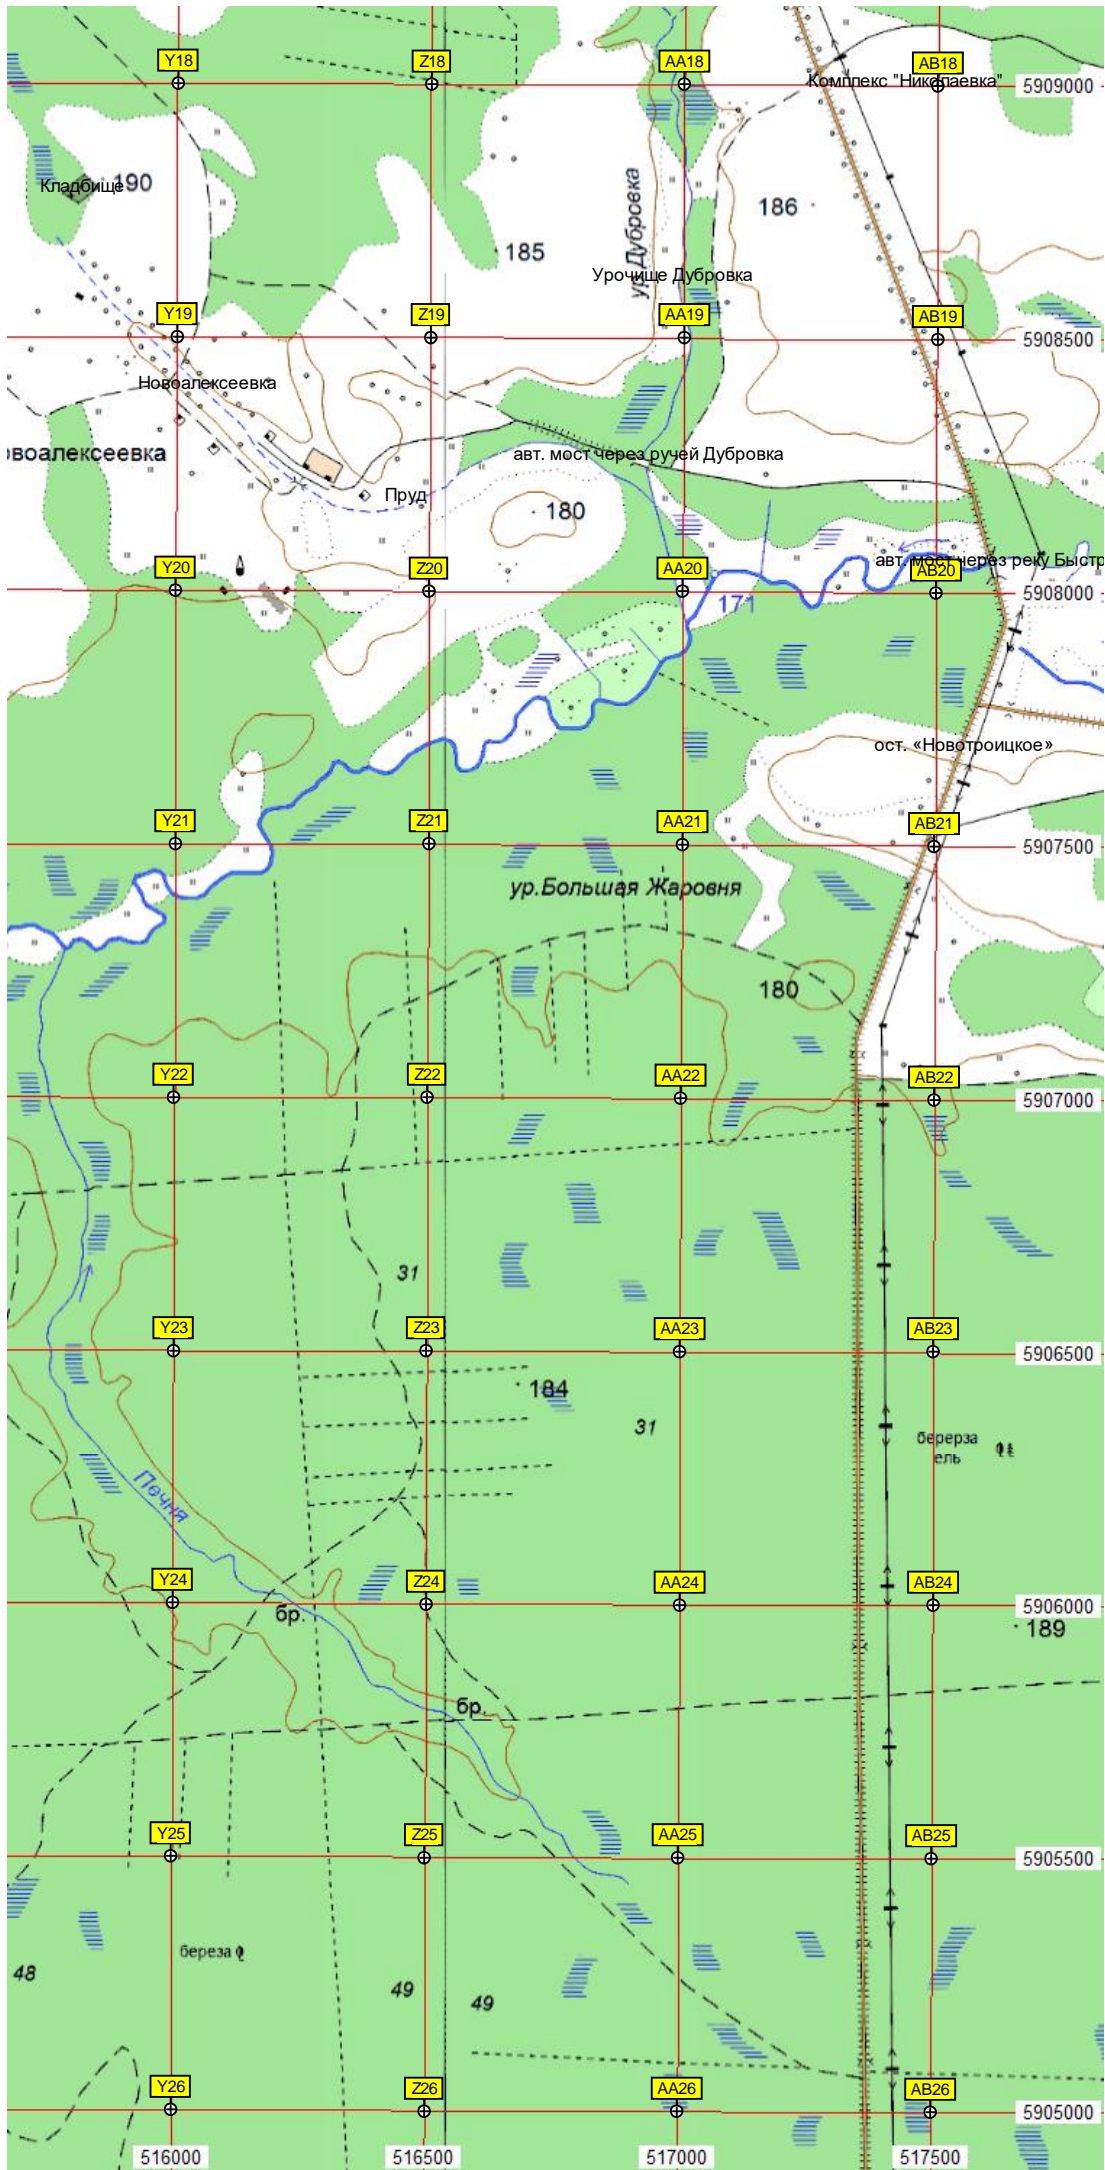 Y18
Z18
AA18
AB18
Комплекс "Николаевка"
5909000
Кладбище
190
186
ур.Дубровка
185
Урочище Дубровка
Y19
Z19
AA19
AB19
5908500
Новоалексеевка
овоалексеевка
авт. мост через ручей Дубровка
Пруд
180
авт. мост через реку Быстр
Y20
Z20
AA20
AB20
5908000
171
ост. «Новотроицкое»
Y21
Z21
AA21
AB21
5907500
ур.Большая Жаровня
180
Y22
Z22
AA22
AB22
5907000
31
Y23
Z23
AA23
AB23
5906500
184
31
берерза
ель
Печня
Y24
Z24
AA24
AB24
5906000
бр.
189
бр.
Y25
Z25
AA25
AB25
5905500
береза
48
49
49
Y26
Z26
AA26
AB26
5905000
516000
516500
517000
517500